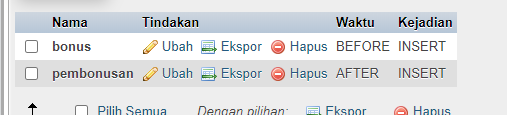 Nama Tindakan Waktu Kejadian
bonus Ubah Ekspor Hapus BEFORE INSERT
pembonusan Ubah Ekspor Hapus AFTER INSERT
Pilih Semua Dengan pilihan: Ekspor Hapus